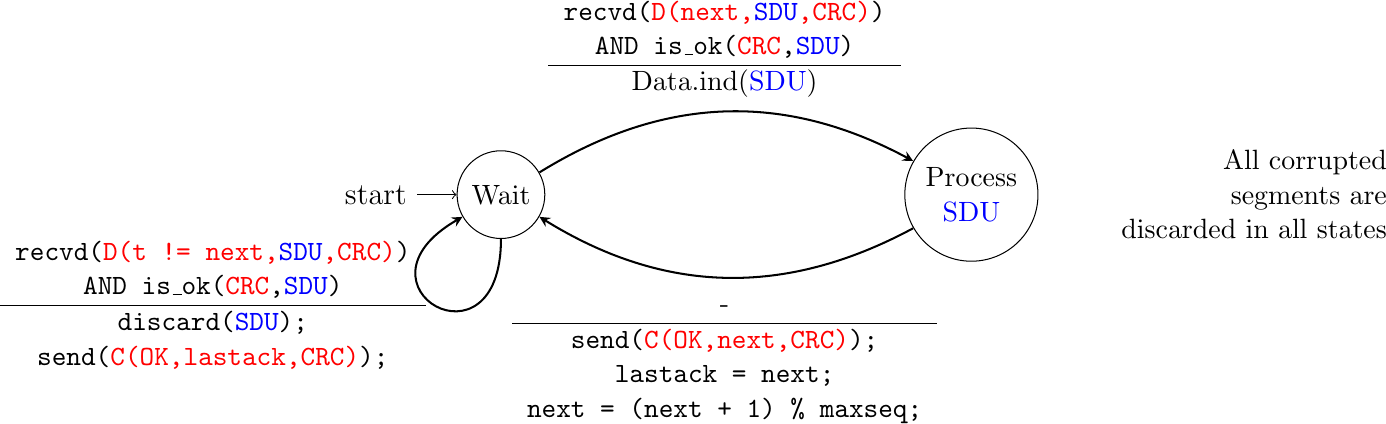 recvd(D(next,SDU,CRC))
AND is_ok(CRC,SDU)
Data.ind(SDU)
start
Wait
Process
SDU
All corrupted
segments are
discarded in all states
recvd(D(t != next,SDU,CRC))
AND is_ok(CRC,SDU)
discard(SDU);
send(C(OK,lastack,CRC));
-
send(C(OK,next,CRC));
lastack = next;
next = (next + 1) % maxseq;